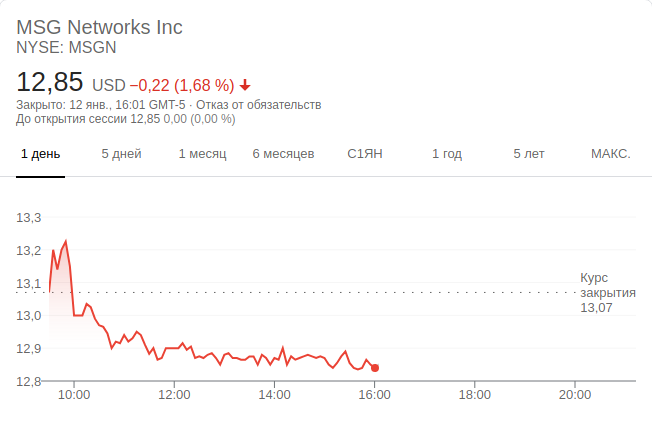 MSG Networks Inc
NYSE: MSGN
12,85 USD −0,22 (1,68 %)
Закрыто: 12 янв., 16:01 GMT-5 · Отказ от обязательств
До открытия сессии 12,85 0,00 (0,00 %)
1 день 5 дней 1 месяц 6 месяцев С1ЯН 1 год 5 лет МАКС.
13,3
13,2
13,1
13,0
12,9
12,8
Курс
закрытия
13,07
10:00 12:00 14:00 16:00 18:00 20:00